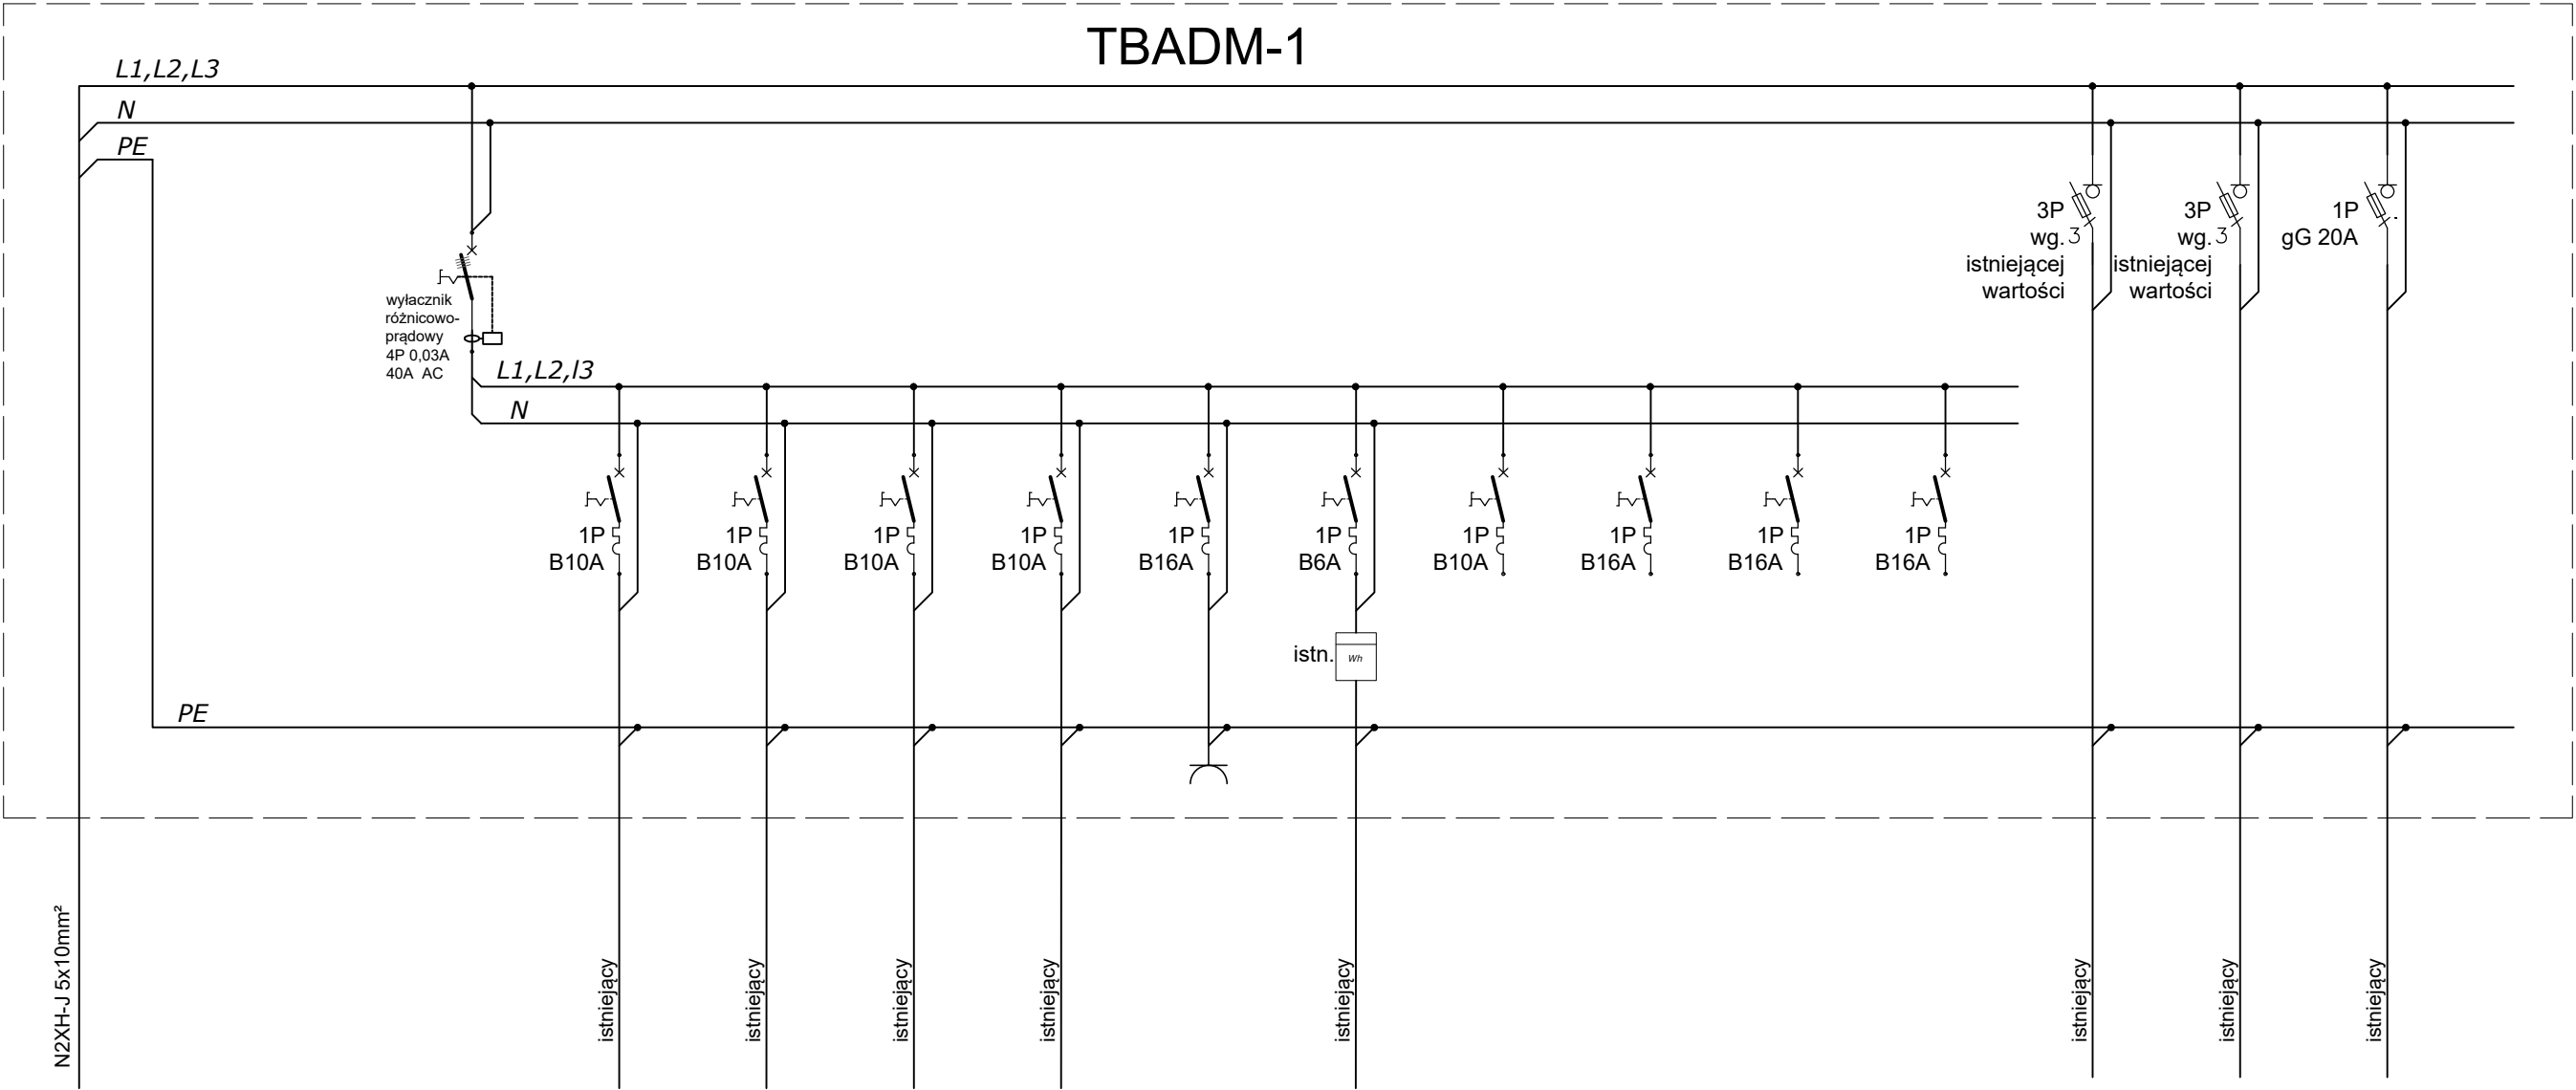 TBADM-1
L1,L2,L3
N
PE
3P
wg. 3
istniejącej
wartości
3P
wg. 3
istniejącej
wartości
1P
gG 20A
wyłacznik
różnicowo-
prądowy
4P 0,03A
40A AC
L1,L2,l3
N
1P
B10A
1P
B10A
1P
B10A
1P
B10A
1P
B16A
1P
B6A
1P
B10A
1P
B16A
1P
B16A
1P
B16A
istn.
Wh
PE
N2XH-J 5x10mm²
istniejący
istniejący
istniejący
istniejący
istniejący
istniejący
istniejący
istniejący